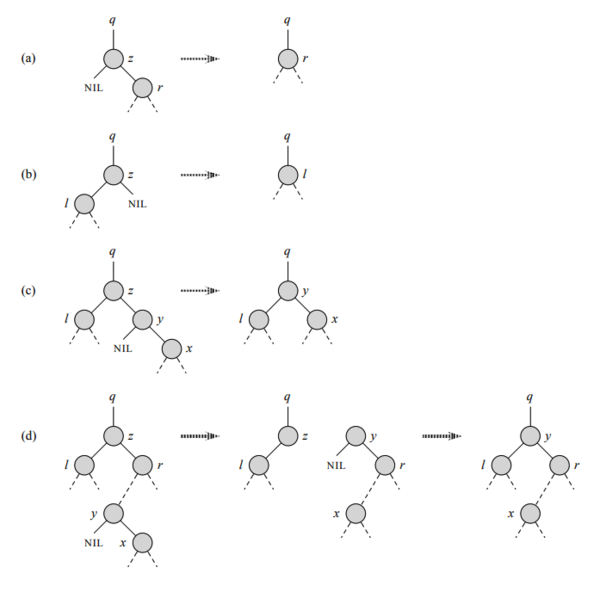 q q
(a) z r
NIL r
q q
(b) z l
l NIL
q q
(c) z y
l y l x
NIL x
q q q
(d) z z y y
l r l NIL r l r
y x x
NIL x